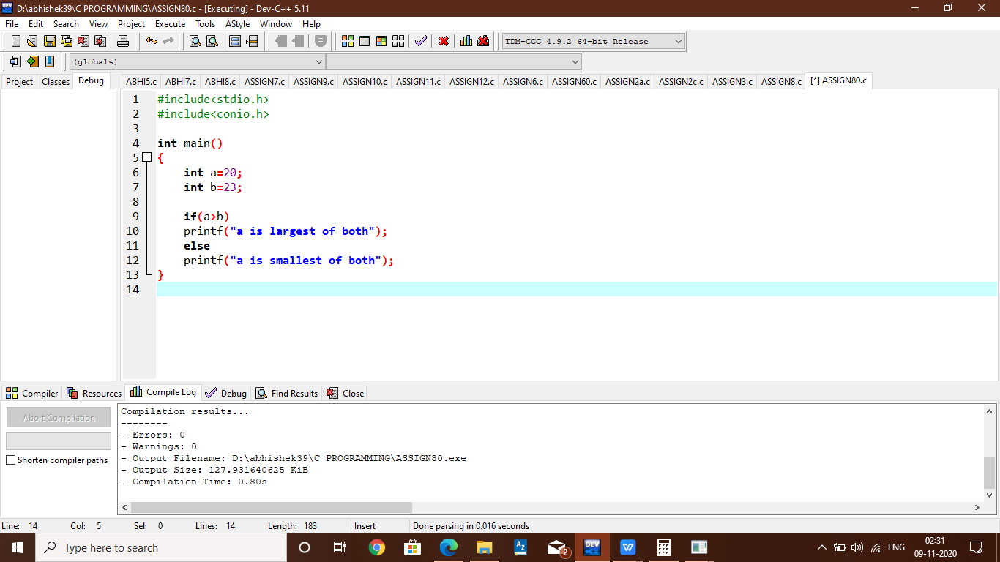 D:\abhishek39\C PROGRAMMING\ASSIGN80.c - [Executing] - Dev-C++ 5.11
File Edit Search View Project Execute Tools AStyle Window Help
TDM-GCC 4.9.2 64-bit Release
(globals)
Project Classes Debug ABHI5.c ABHI7.c ABHI8.c ASSIGN7.c ASSIGN9.c ASSIGN10.c ASSIGN11.c ASSIGN12.c ASSIGN6.c ASSIGN60.c ASSIGN2a.c ASSIGN2c.c ASSIGN3.c ASSIGN8.c [*] ASSIGN80.c
1 #include<stdio.h>
2 #include<conio.h>
3
4 int main()
5 {
6 int a=20;
7 int b=23;
8
9 if(a>b)
10 printf("a is largest of both");
11 else
12 printf("a is smallest of both");
13 }
14
Compiler Resources Compile Log Debug Find Results Close
Abort Compilation
Shorten compiler paths
Compilation results...
--------
- Errors: 0
- Warnings: 0
- Output Filename: D:\abhishek39\C PROGRAMMING\ASSIGN80.exe
- Output Size: 127.931640625 KiB
- Compilation Time: 0.80s
Line: 14 Col: 5 Sel: 0 Lines: 14 Length: 183 Insert Done parsing in 0.016 seconds
Type here to search
DEV
W
2
ENG
02:31
09-11-2020